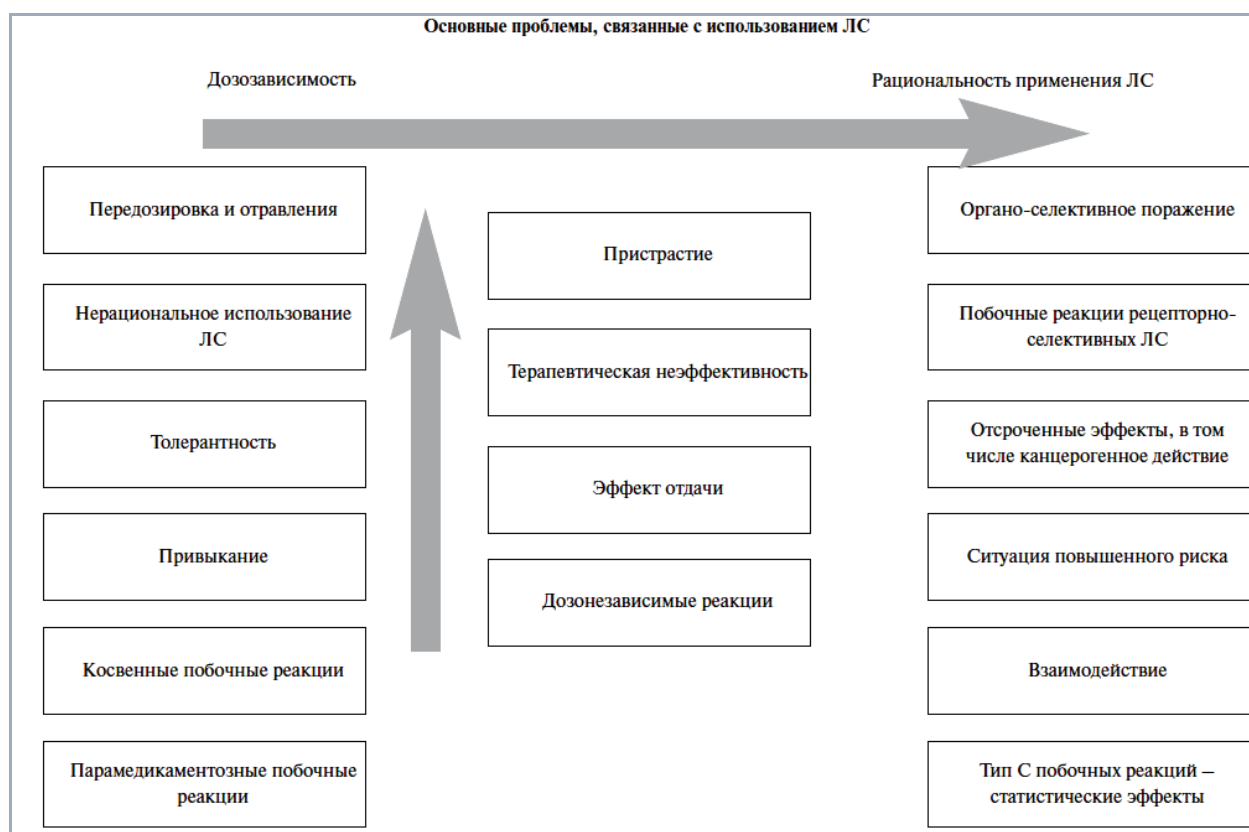 Основные проблемы, связанные с использованием ЛС
Дозозависимость
Рациональность применения ЛС
Передозировка и отравления
Нерациональное использование
ЛС
Толерантность
Привыкание
Косвенные побочные реакции
Парамедикаментозные побочные
реакции
Пристрастие
Терапевтическая неэффективность
Эффект отдачи
Дозонезависимые реакции
Органо-селективное поражение
Побочные реакции рецепторно-
селективных ЛС
Отсроченные эффекты, в том
числе канцерогенное действие
Ситуация повышенного риска
Взаимодействие
Тип С побочных реакций –
статистические эффекты